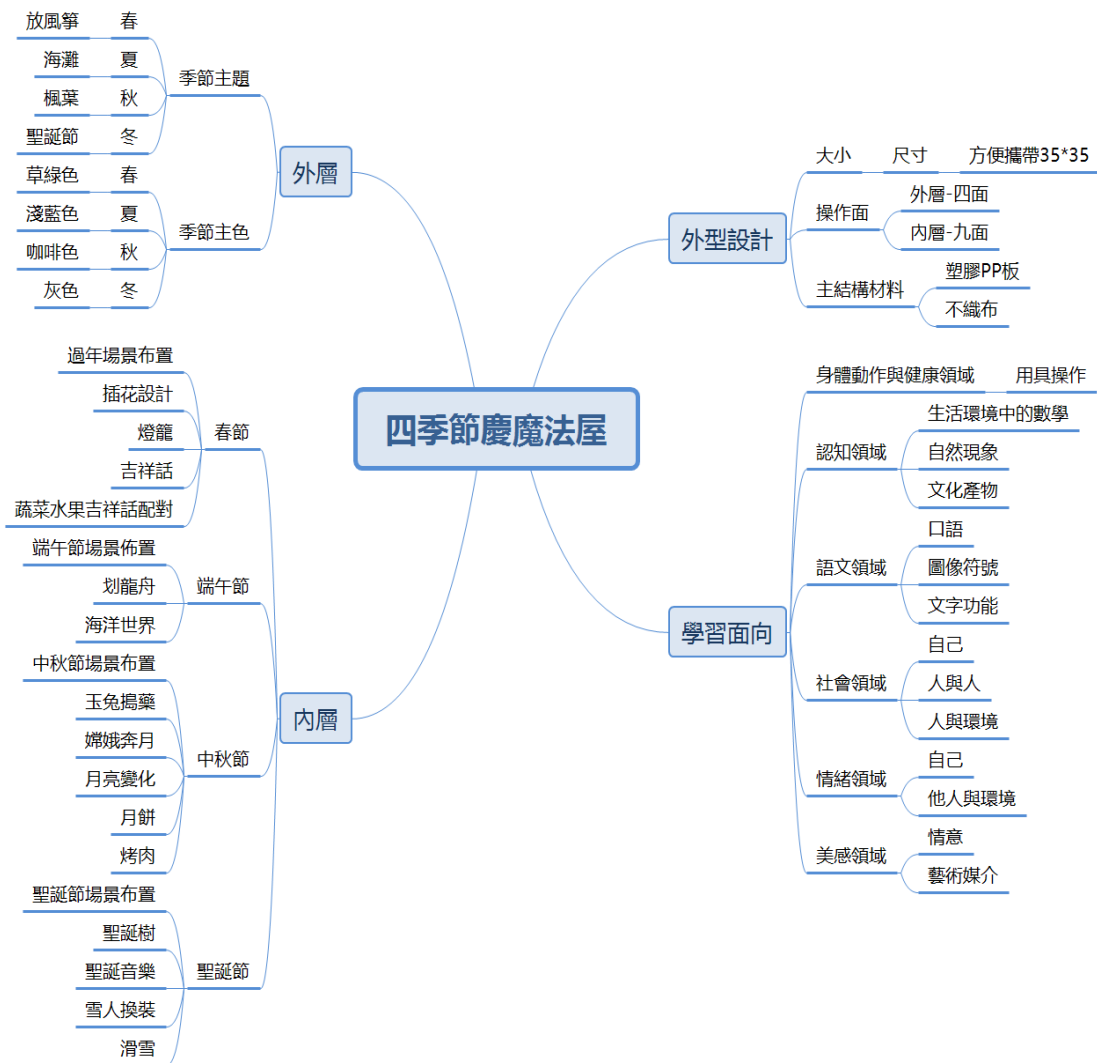 四季節慶魔法屋
外層
季節主題
春
放風箏
夏
海灘
秋
楓葉
冬
聖誕節
季節主色
春
草綠色
夏
淺藍色
秋
咖啡色
冬
灰色
內層
春節
過年場景布置
插花設計
燈籠
吉祥話
蔬菜水果吉祥話配對
端午節
端午節場景佈置
划龍舟
海洋世界
中秋節
中秋節場景布置
玉兔搗藥
嫦娥奔月
月亮變化
月餅
烤肉
聖誕節
聖誕節場景布置
聖誕樹
聖誕音樂
雪人換裝
滑雪
外型設計
大小
尺寸
方便攜帶35*35
操作面
外層-四面
內層-九面
主結構材料
塑膠PP板
不織布
學習面向
身體動作與健康領域
用具操作
認知領域
生活環境中的數學
自然現象
文化產物
語文領域
口語
圖像符號
文字功能
社會領域
自己
人與人
人與環境
情緒領域
自己
他人與環境
美感領域
情意
藝術媒介